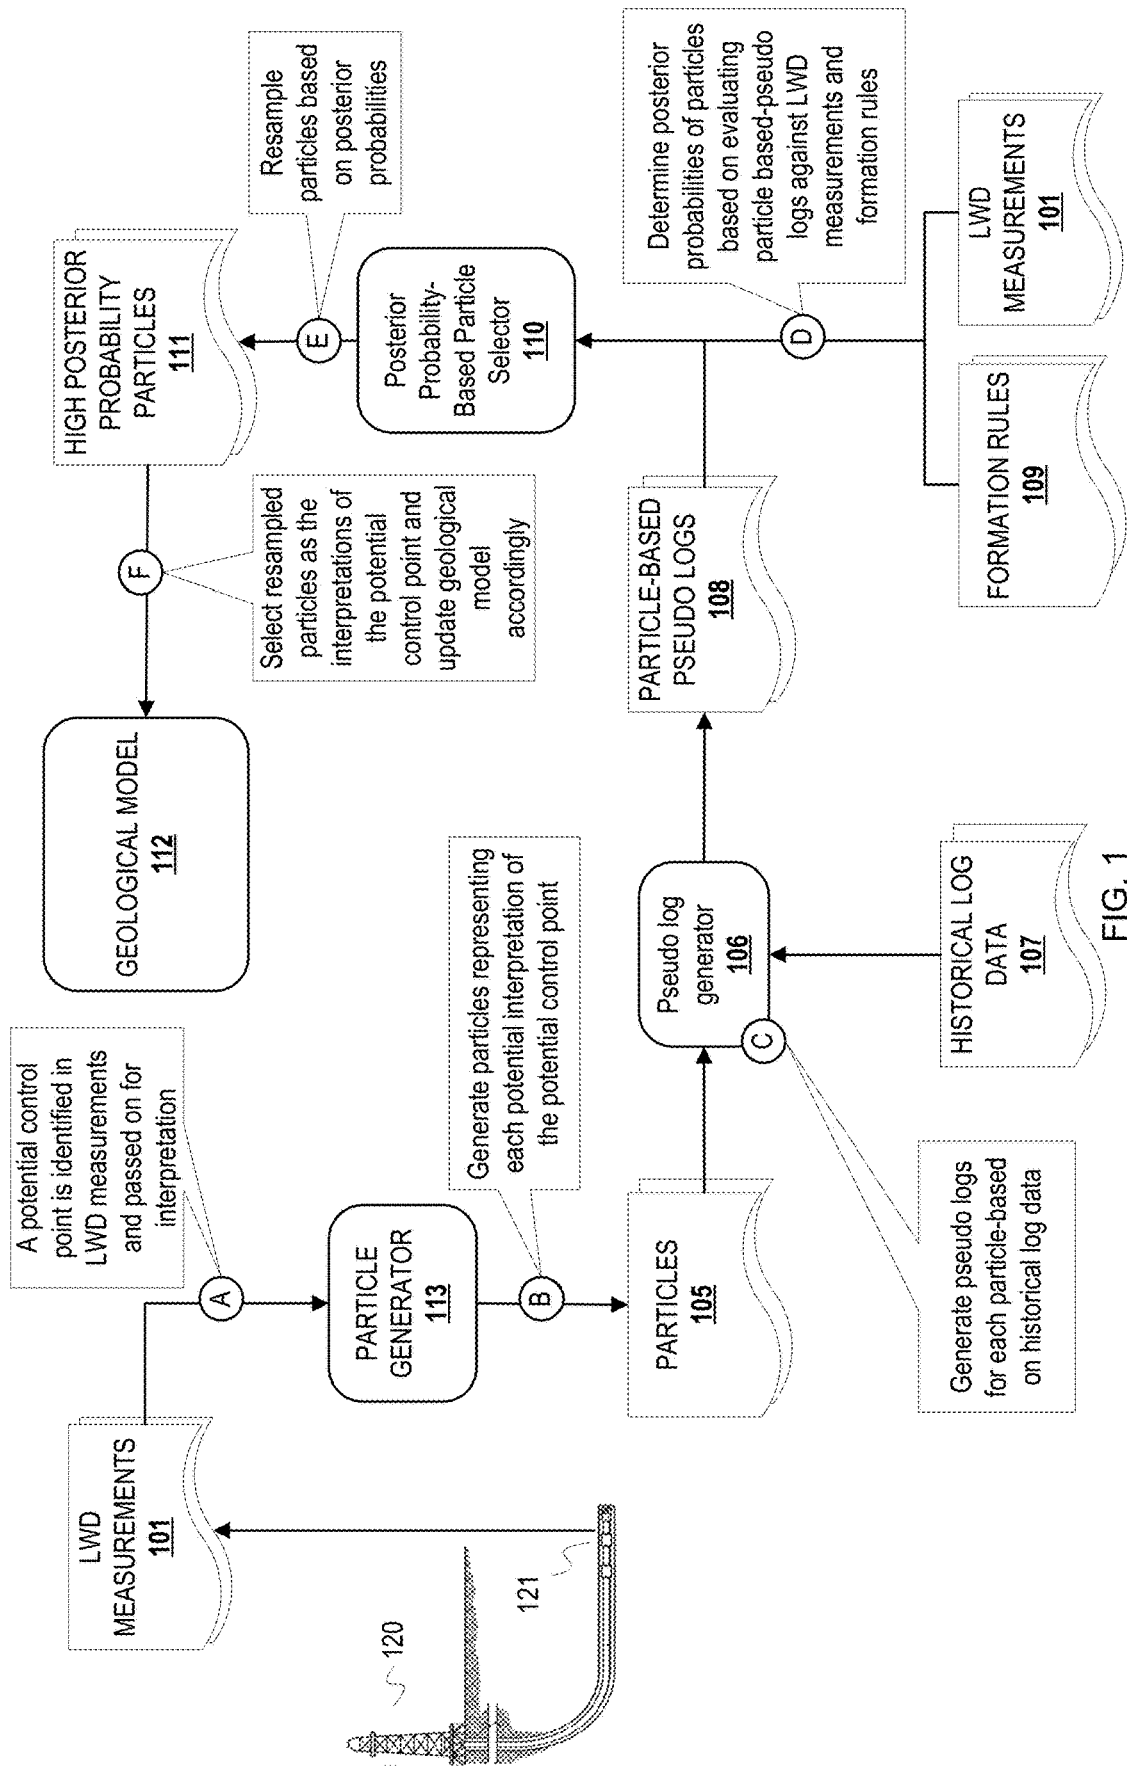 LWD
MEASUREMENTS
101
A potential control
point is identified in
LWD measurements
and passed on for
interpretation
A
PARTICLE
GENERATOR
113
B
Generate particles representing
each potential interpretation of
the potential control point
PARTICLES
105
Pseudo log
generator
106
C
Generate pseudo logs
for each particle-based
on historical log data
HISTORICAL LOG
DATA
107
PARTICLE-BASED
PSEUDO LOGS
108
D
Determine posterior
probabilities of particles
based on evaluating
particle based-pseudo
logs against LWD
measurements and
formation rules
FORMATION RULES
109
LWD
MEASUREMENTS
101
Posterior
Probability-
Based Particle
Selector
110
E
Resample
particles based
on posterior
probabilities
HIGH POSTERIOR
PROBABILITY
PARTICLES
111
F
Select resampled
particles as the
interpretations of
the potential
control point and
update geological
model
accordingly
GEOLOGICAL MODEL
112
120
121
FIG. 1